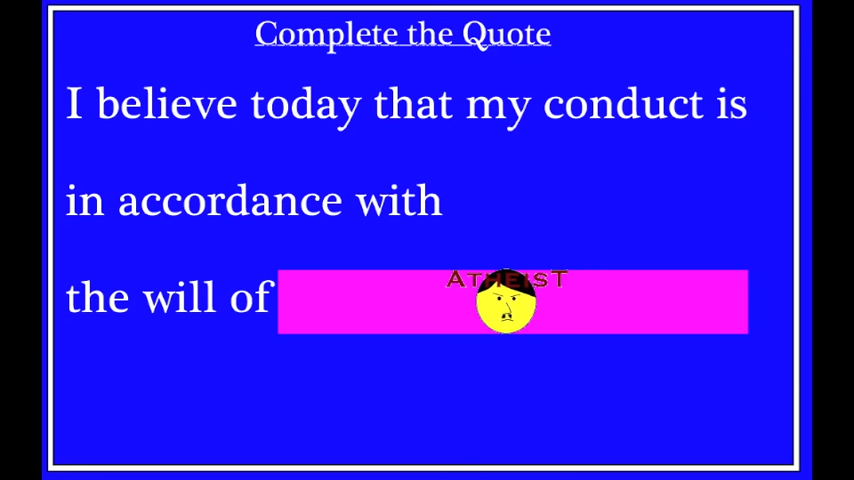 Complete the Quote
I believe today that my conduct is
in accordance with
the will of
ATHEIST